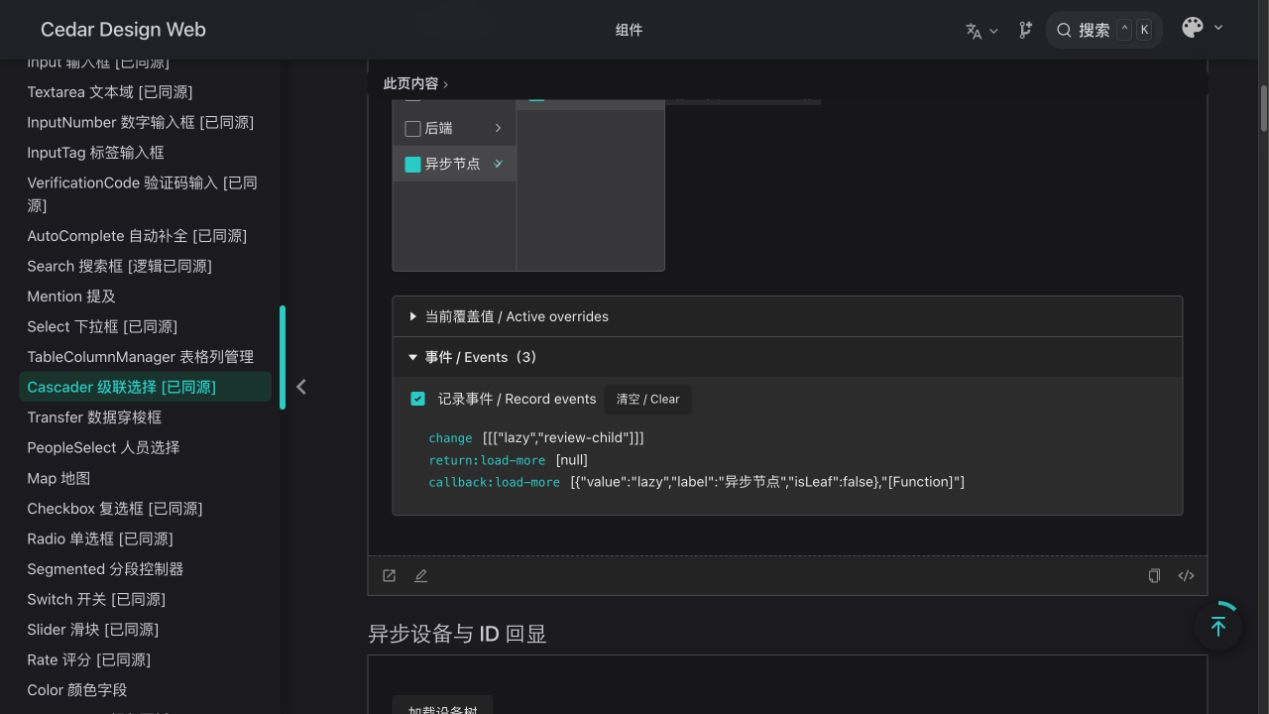 Cedar Design Web
组件
搜索
^
K
Input 输入框 [已同源]
Textarea 文本域 [已同源]
InputNumber 数字输入框 [已同源]
InputTag 标签输入框
VerificationCode 验证码输入 [已同
源]
AutoComplete 自动补全 [已同源]
Search 搜索框 [逻辑已同源]
Mention 提及
Select 下拉框 [已同源]
TableColumnManager 表格列管理
Cascader 级联选择 [已同源]
Transfer 数据穿梭框
PeopleSelect 人员选择
Map 地图
Checkbox 复选框 [已同源]
Radio 单选框 [已同源]
Segmented 分段控制器
Switch 开关 [已同源]
Slider 滑块 [已同源]
Rate 评分 [已同源]
Color 颜色字段
此页内容 ›
后端
异步节点
当前覆盖值 / Active overrides
事件 / Events（3）
记录事件 / Record events
清空 / Clear
change [[["lazy","review-child"]]]
return:load-more [null]
callback:load-more [{"value":"lazy","label":"异步节点","isLeaf":false},"[Function]"]
异步设备与 ID 回显
加载设备树